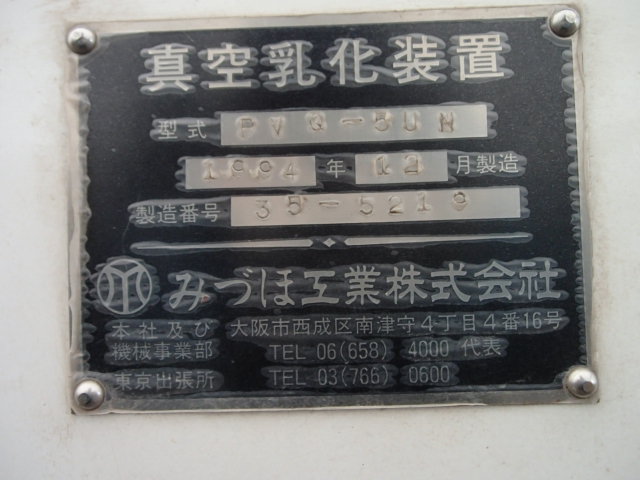 真空乳化装置
型式 PVQ-5UN
1994 年 12 月製造
製造番号 35-5219
みづほ工業株式会社
本社及び 大阪市西成区南津守4丁目4番16号
機械事業部 TEL 06(658) 4000 代表
東京出張所 TEL 03(766) 0600